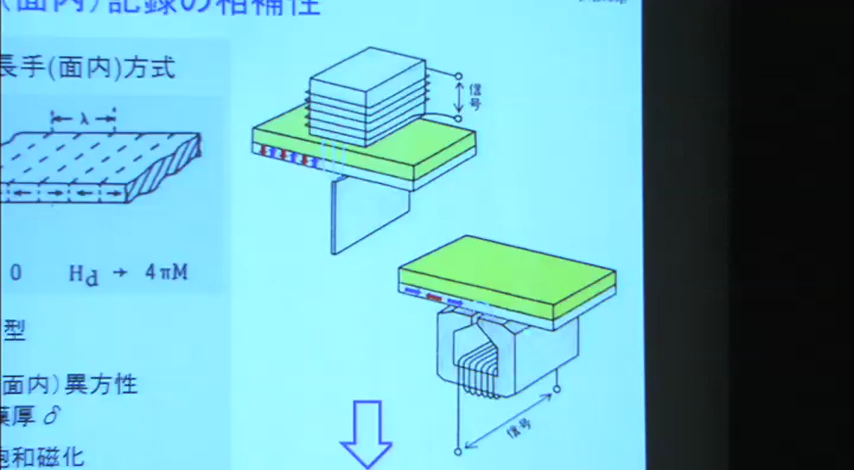 (面内)記録の相補性
長手(面内)方式
λ
信号
0 Hd → 4πM
型
面内)異方性
膜厚 δ
飽和磁化
信号